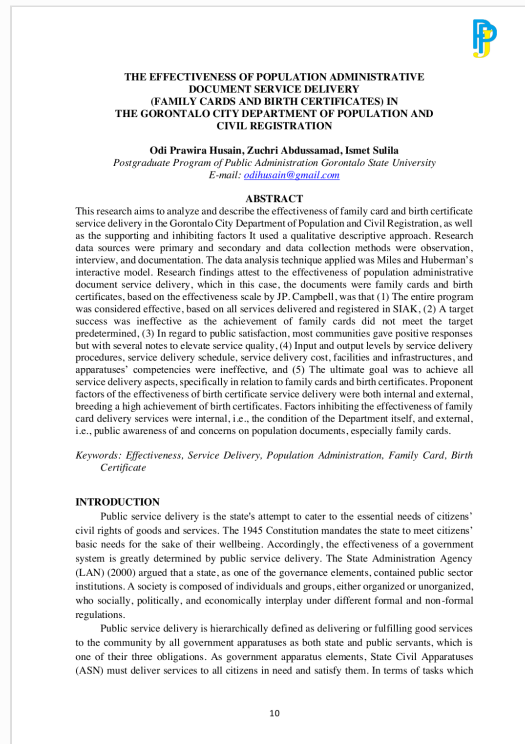 THE EFFECTIVENESS OF POPULATION ADMINISTRATIVE
DOCUMENT SERVICE DELIVERY
(FAMILY CARDS AND BIRTH CERTIFICATES) IN
THE GORONTALO CITY DEPARTMENT OF POPULATION AND
CIVIL REGISTRATION
Odi Prawira Husain, Zuchri Abdussamad, Ismet Sulila
Postgraduate Program of Public Administration Gorontalo State University
E-mail: odihusain@gmail.com
ABSTRACT
This research aims to analyze and describe the effectiveness of family card and birth certificate
service delivery in the Gorontalo City Department of Population and Civil Registration, as well
as the supporting and inhibiting factors It used a qualitative descriptive approach. Research
data sources were primary and secondary and data collection methods were observation,
interview, and documentation. The data analysis technique applied was Miles and Huberman's
interactive model. Research findings attest to the effectiveness of population administrative
document service delivery, which in this case, the documents were family cards and birth
certificates, based on the effectiveness scale by JP. Campbell, was that (1) The entire program
was considered effective, based on all services delivered and registered in SIAK, (2) A target
success was ineffective as the achievement of family cards did not meet the target
predetermined, (3) In regard to public satisfaction, most communities gave positive responses
but with several notes to elevate service quality, (4) Input and output levels by service delivery
procedures, service delivery schedule, service delivery cost, facilities and infrastructures, and
apparatuses' competencies were ineffective, and (5) The ultimate goal was to achieve all
service delivery aspects, specifically in relation to family cards and birth certificates. Proponent
factors of the effectiveness of birth certificate service delivery were both internal and external,
breeding a high achievement of birth certificates. Factors inhibiting the effectiveness of family
card delivery services were internal, i.e., the condition of the Department itself, and external,
i.e., public awareness of and concerns on population documents, especially family cards.
Keywords: Effectiveness, Service Delivery, Population Administration, Family Card, Birth
Certificate
INTRODUCTION
Public service delivery is the state's attempt to cater to the essential needs of citizens'
civil rights of goods and services. The 1945 Constitution mandates the state to meet citizens'
basic needs for the sake of their wellbeing. Accordingly, the effectiveness of a government
system is greatly determined by public service delivery. The State Administration Agency
(LAN) (2000) argued that a state, as one of the governance elements, contained public sector
institutions. A society is composed of individuals and groups, either organized or unorganized,
who socially, politically, and economically interplay under different formal and non-formal
regulations.
Public service delivery is hierarchically defined as delivering or fulfilling good services
to the community by all government apparatuses as both state and public servants, which is
one of their three obligations. As government apparatus elements, State Civil Apparatuses
(ASN) must deliver services to all citizens in need and satisfy them. In terms of tasks which
10